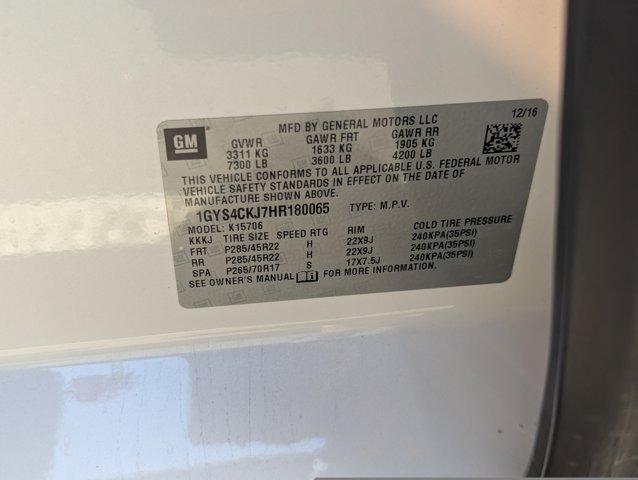 GM
MFD BY GENERAL MOTORS LLC 12/16
GVWR GAWR FRT GAWR RR
3311 KG 1633 KG 1905 KG
7300 LB 3600 LB 4200 LB
THIS VEHICLE CONFORMS TO ALL APPLICABLE U.S. FEDERAL MOTOR
VEHICLE SAFETY STANDARDS IN EFFECT ON THE DATE OF
MANUFACTURE SHOWN ABOVE.
1GYS4CKJ7HR180065 TYPE: M.P.V.
MODEL: K15706
KKKJ TIRE SIZE SPEED RTG RIM COLD TIRE PRESSURE
FRT P285/45R22 H 22X9J 240KPA(35PSI)
RR P285/45R22 H 22X9J 240KPA(35PSI)
SPA P265/70R17 S 17X7.5J 240KPA(35PSI)
SEE OWNER'S MANUAL